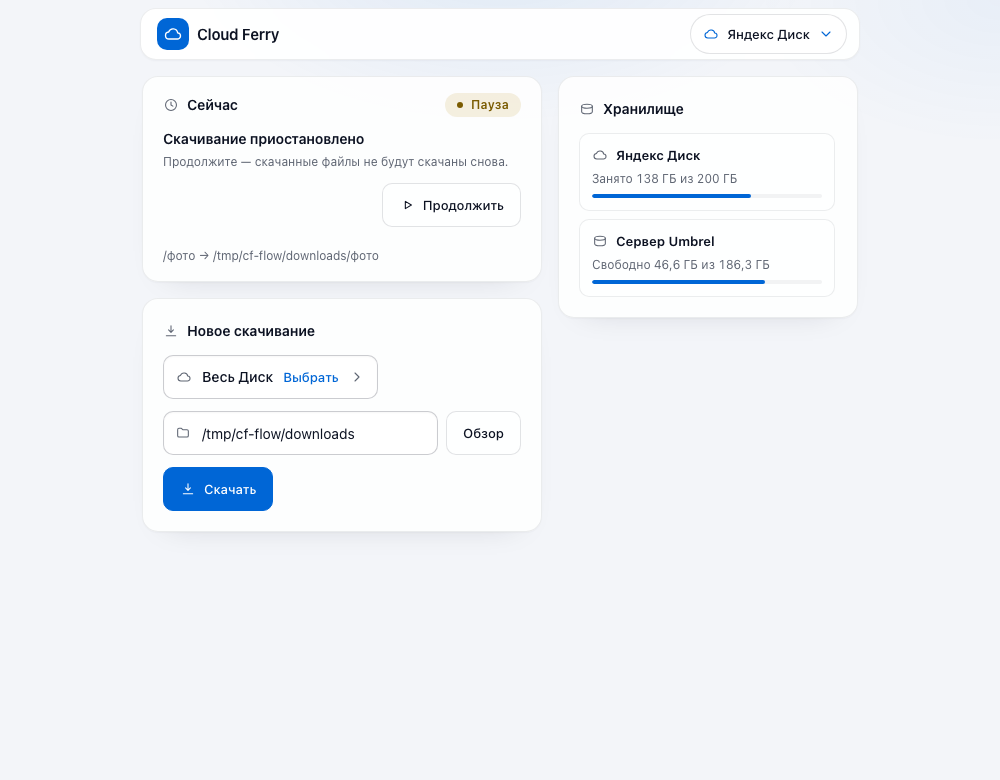 Cloud Ferry
Яндекс Диск
Сейчас
Пауза
Скачивание приостановлено
Продолжите — скачанные файлы не будут скачаны снова.
Продолжить
/фото → /tmp/cf-flow/downloads/фото
Новое скачивание
Весь Диск Выбрать
/tmp/cf-flow/downloads
Обзор
Скачать
Хранилище
Яндекс Диск
Занято 138 ГБ из 200 ГБ
Сервер Umbrel
Свободно 46,6 ГБ из 186,3 ГБ